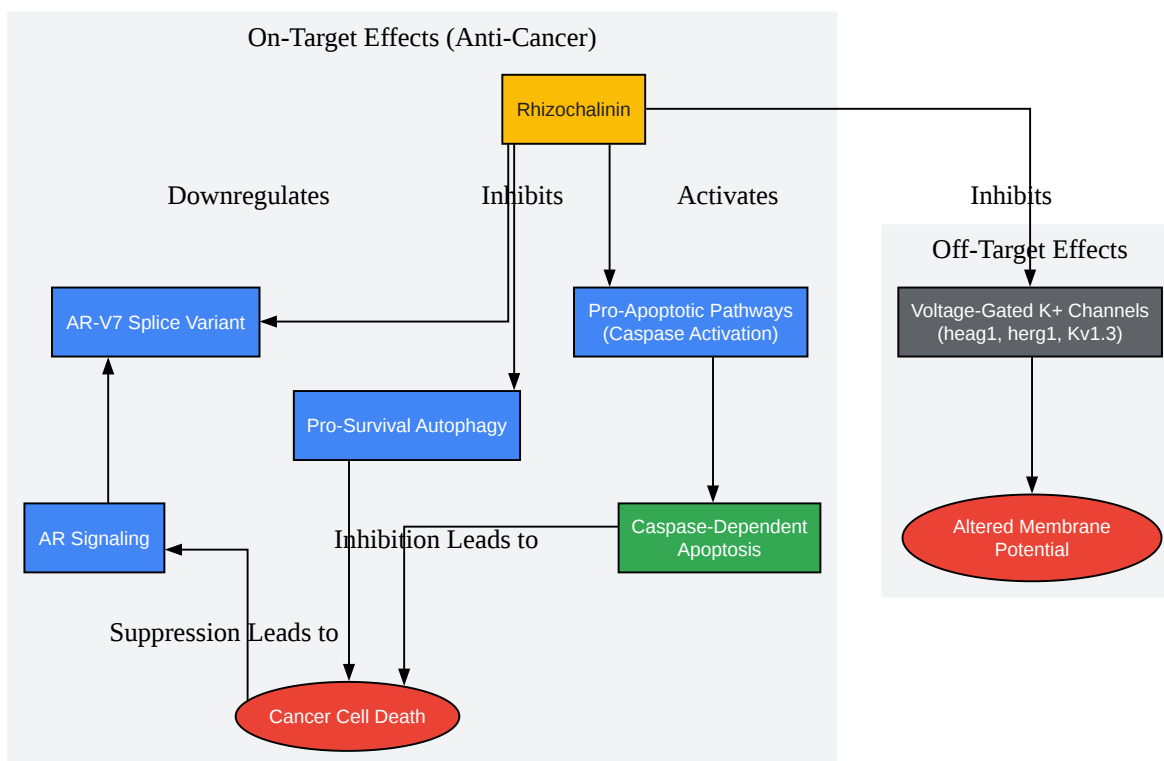 On-Target Effects (Anti-Cancer)
Rhizochalinin
Downregulates
Inhibits
Activates
Inhibits
Off-Target Effects
AR-V7 Splice Variant
Pro-Apoptotic Pathways
(Caspase Activation)
Voltage-Gated K+ Channels
(heag1, herg1, Kv1.3)
Pro-Survival Autophagy
AR Signaling
Inhibition Leads to
Caspase-Dependent
Apoptosis
Altered Membrane
Potential
Suppression Leads to
Cancer Cell Death